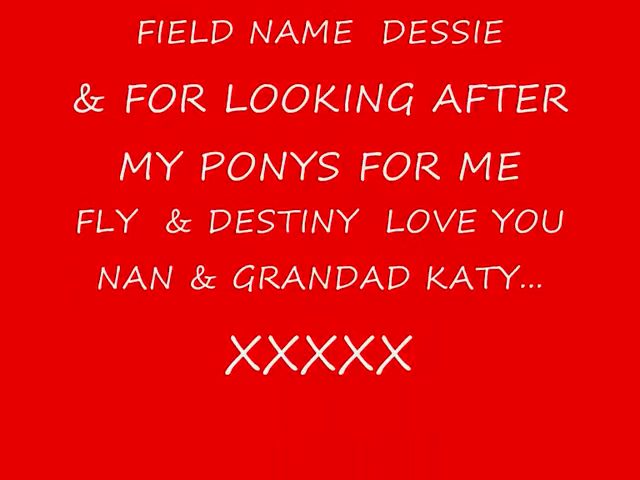 FIELD NAME  DESSIE
& FOR LOOKING AFTER
MY PONYS FOR ME
FLY  & DESTINY  LOVE YOU
NAN & GRANDAD KATY...
XXXXX